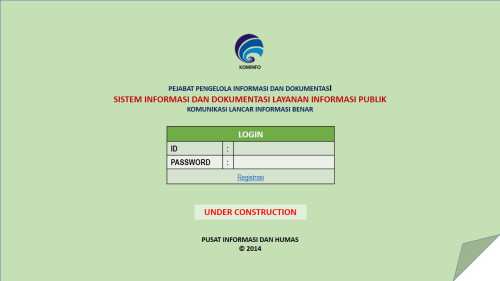 KOMINFO
PEJABAT PENGELOLA INFORMASI DAN DOKUMENTASI
SISTEM INFORMASI DAN DOKUMENTASI LAYANAN INFORMASI PUBLIK
KOMUNIKASI LANCAR INFORMASI BENAR
LOGIN
ID :
PASSWORD :
Registrasi
UNDER CONSTRUCTION
PUSAT INFORMASI DAN HUMAS
© 2014